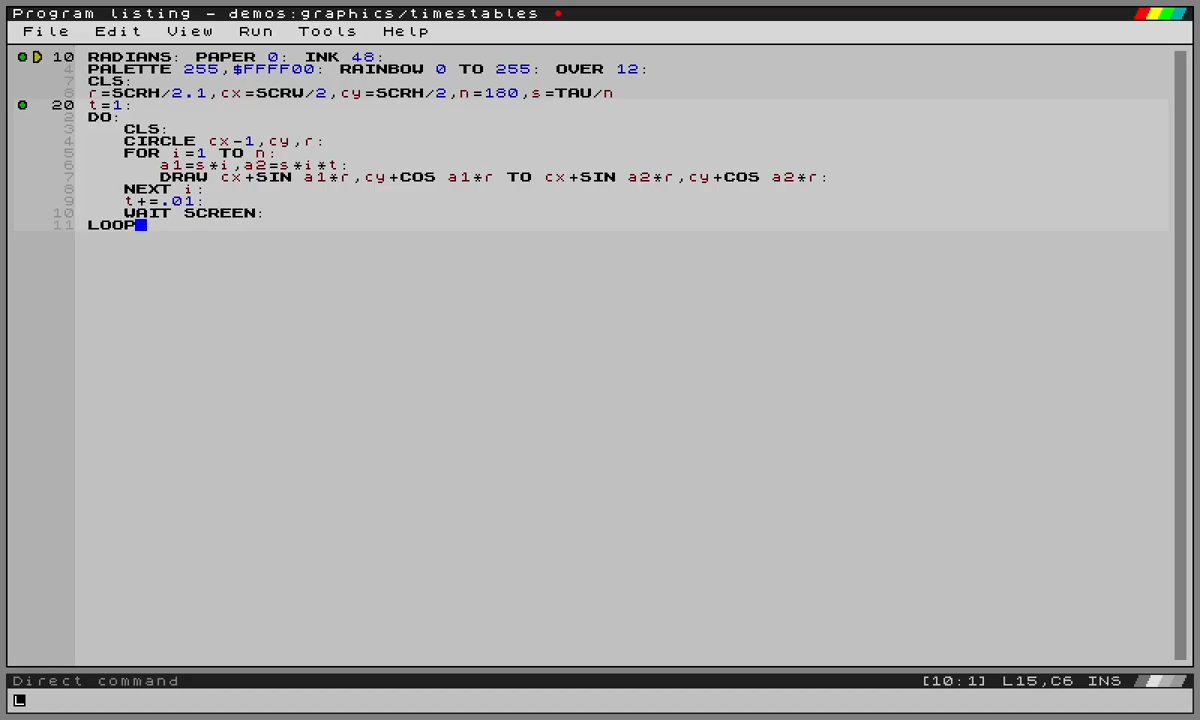 Program listing - demos:graphics/timestables
File Edit View Run Tools Help
10 RADIANS: PAPER 0: INK 48:
4 PALETTE 255,$FFFF00: RAINBOW 0 TO 255: OVER 12:
7 CLS:
8 r=SCRH/2.1,cx=SCRW/2,cy=SCRH/2,n=180,s=TAU/n
20 t=1:
2 DO:
3 CLS:
4 CIRCLE cx-1,cy,r:
5 FOR i=1 TO n:
6 a1=s*i,a2=s*i*t:
7 DRAW cx+SIN a1*r,cy+COS a1*r TO cx+SIN a2*r,cy+COS a2*r:
8 NEXT i:
9 t+=.01:
10 WAIT SCREEN:
11 LOOP
Direct command [10:1] L15,C6 INS
L